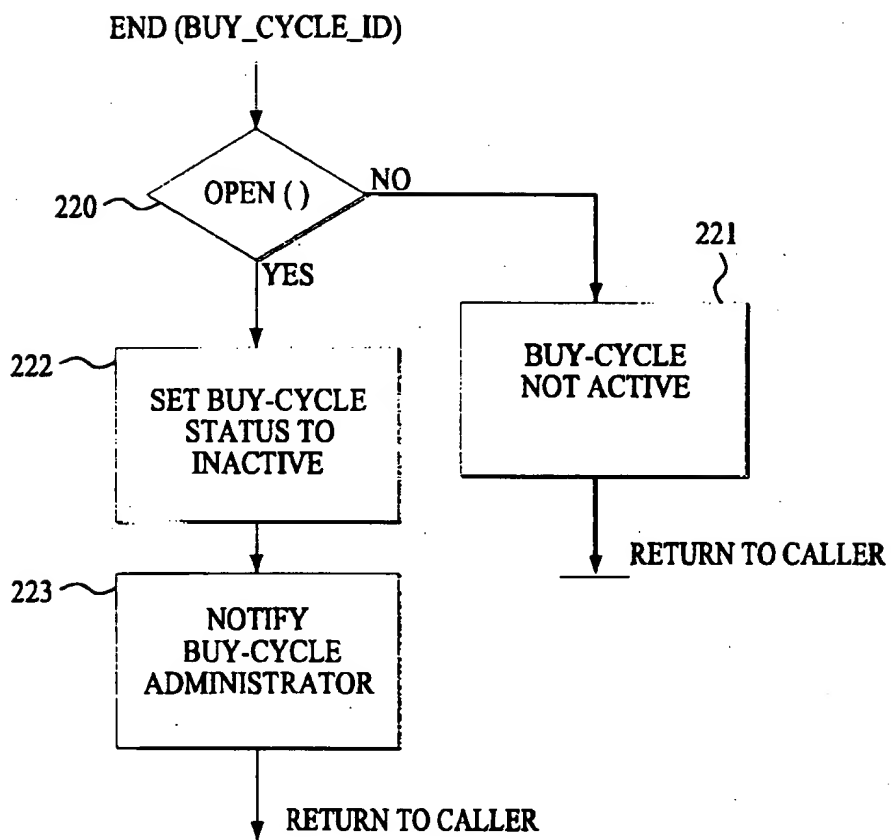 END (BUY_CYCLE_ID)
220
OPEN ( )
NO
YES
221
BUY-CYCLE
NOT ACTIVE
222
SET BUY-CYCLE
STATUS TO
INACTIVE
RETURN TO CALLER
223
NOTIFY
BUY-CYCLE
ADMINISTRATOR
RETURN TO CALLER